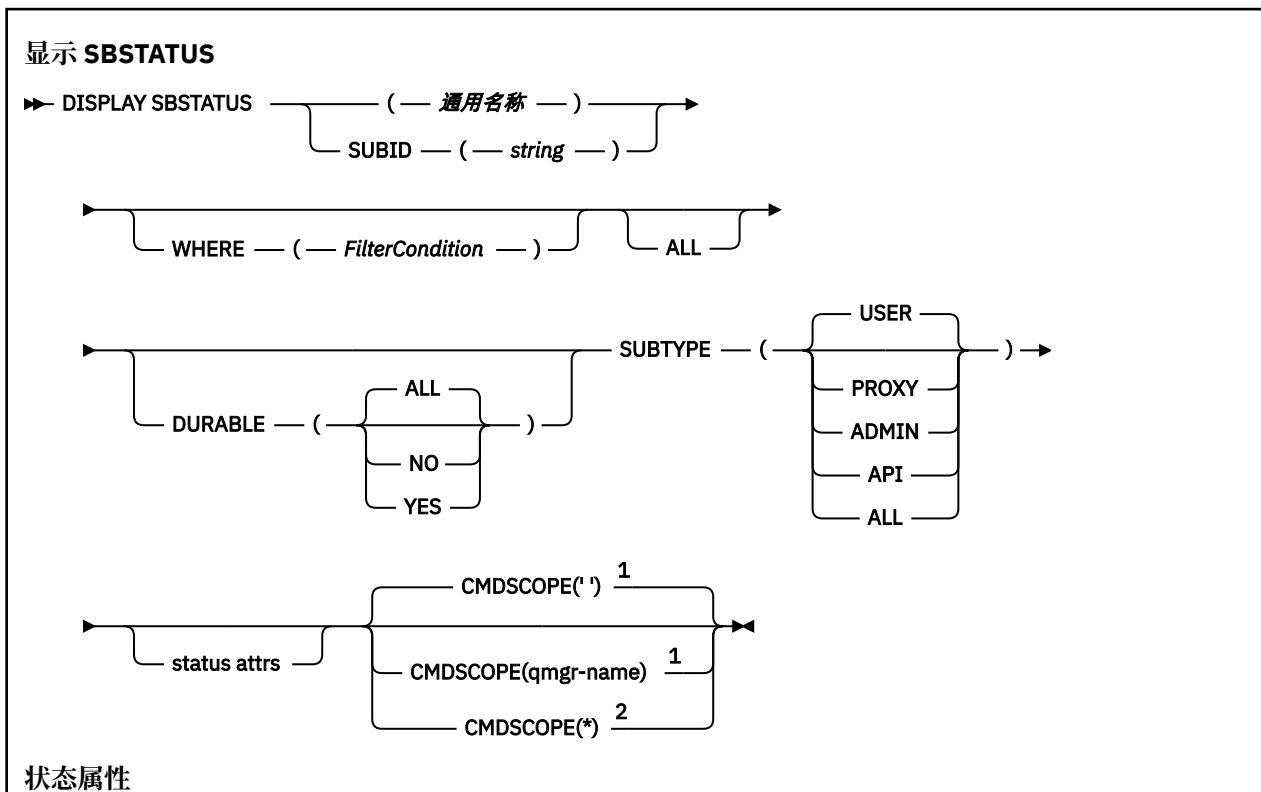 显示 SBSTATUS
DISPLAY SBSTATUS ( 通用名称 )
SUBID ( string )
WHERE ( FilterCondition ) ALL
DURABLE ( ALL NO YES ) SUBTYPE ( USER PROXY ADMIN API ALL )
status attrs
CMDSCOPE(' ') 1
CMDSCOPE(qmgr-name) 1
CMDSCOPE(*) 2
状态属性